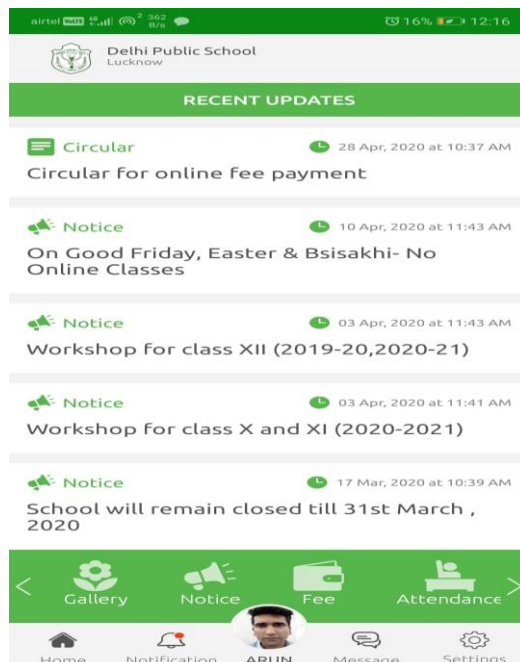 airtel VoLTE 4G 2 362 B/s 16% 12:16
Delhi Public School
Lucknow
RECENT UPDATES
Circular 28 Apr, 2020 at 10:37 AM
Circular for online fee payment
Notice 10 Apr, 2020 at 11:43 AM
On Good Friday, Easter & Bsisakhi- No
Online Classes
Notice 03 Apr, 2020 at 11:43 AM
Workshop for class XII (2019-20,2020-21)
Notice 03 Apr, 2020 at 11:41 AM
Workshop for class X and XI (2020-2021)
Notice 17 Mar, 2020 at 10:39 AM
School will remain closed till 31st March ,
2020
< Gallery Notice Fee Attendance >
Home Notification ARUN Message Settings